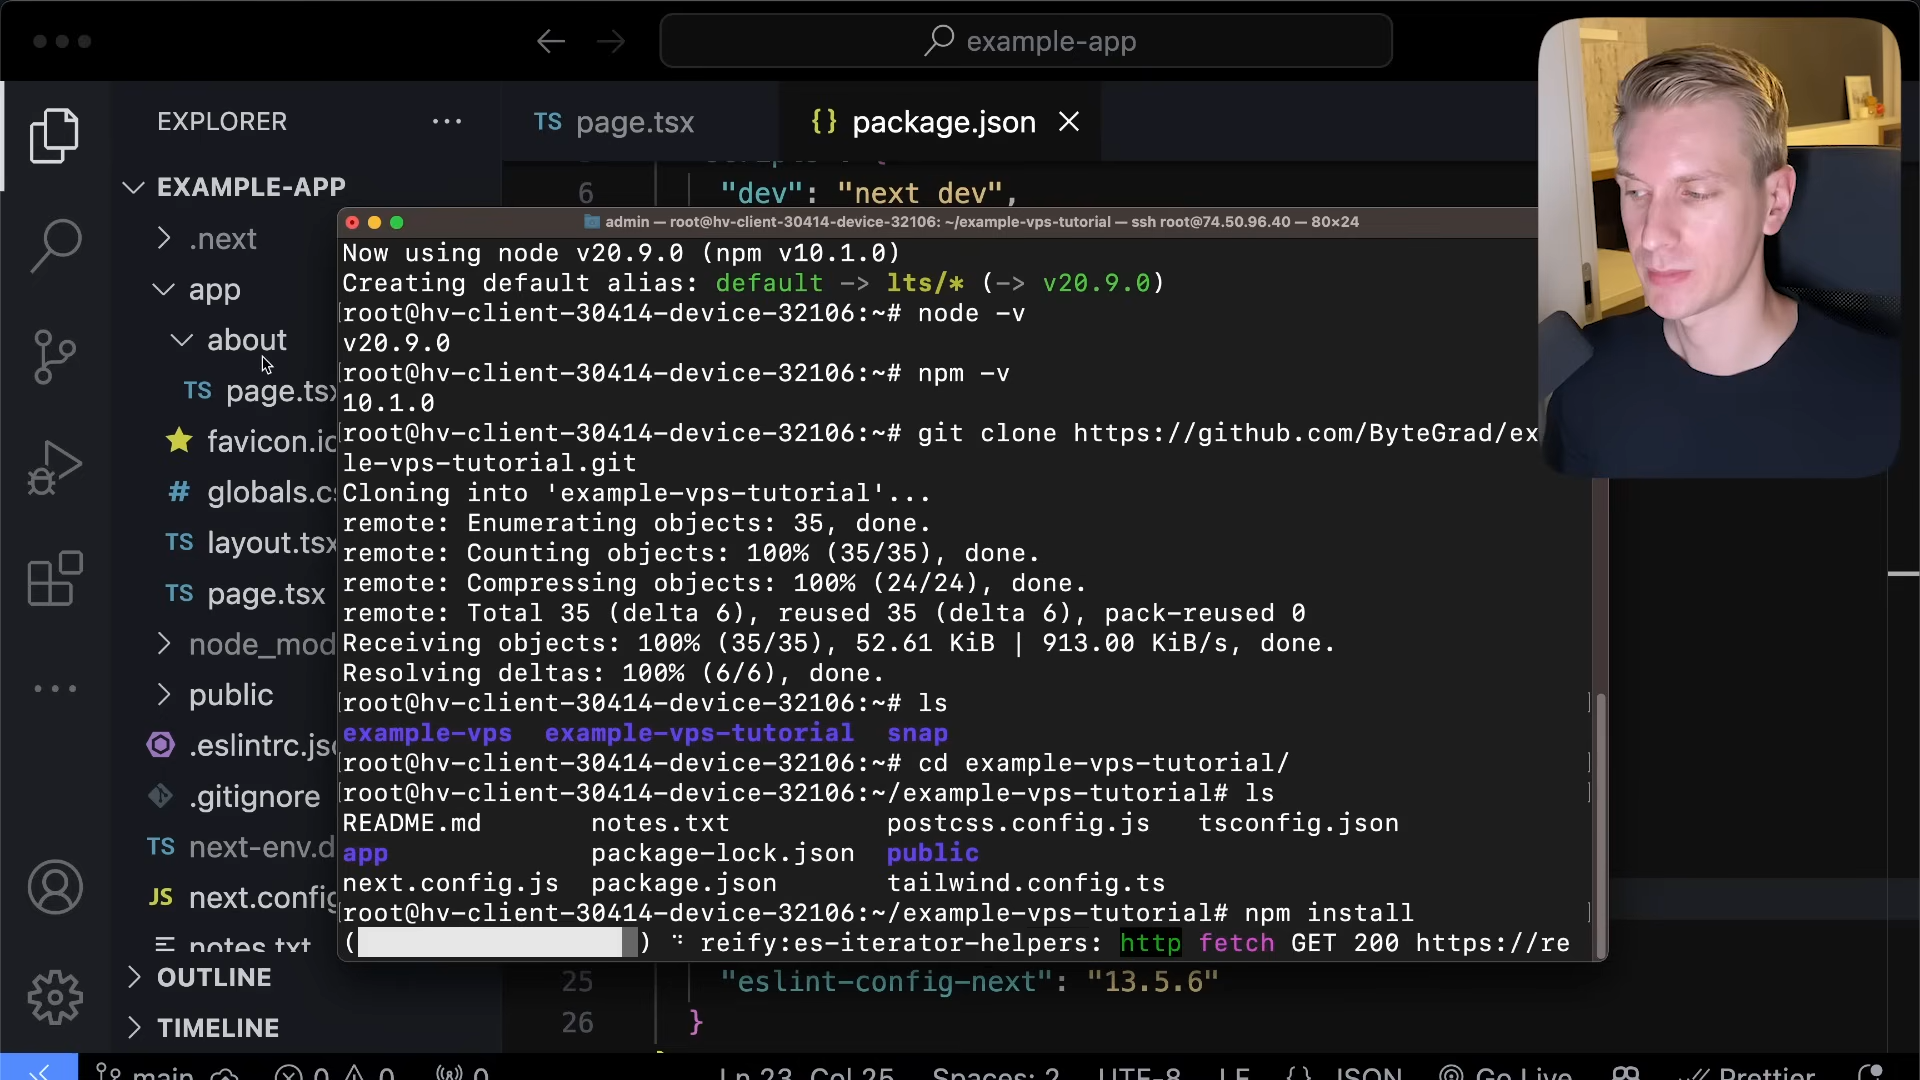 example-app
EXPLORER
TS page.tsx
{} package.json
EXAMPLE-APP
6
"dev": "next dev",
admin — root@hv-client-30414-device-32106: ~/example-vps-tutorial — ssh root@74.50.96.40 — 80×24
.next
app
about
TS page.tsx
favicon.ic
# globals.cs
TS layout.tsx
TS page.tsx
node_mod
public
.eslintrc.jso
.gitignore
TS next-env.d
JS next.config
notes.txt
OUTLINE
TIMELINE
Now using node v20.9.0 (npm v10.1.0)
Creating default alias: default -> lts/* (-> v20.9.0)
root@hv-client-30414-device-32106:~# node -v
v20.9.0
root@hv-client-30414-device-32106:~# npm -v
10.1.0
root@hv-client-30414-device-32106:~# git clone https://github.com/ByteGrad/ex
le-vps-tutorial.git
Cloning into 'example-vps-tutorial'...
remote: Enumerating objects: 35, done.
remote: Counting objects: 100% (35/35), done.
remote: Compressing objects: 100% (24/24), done.
remote: Total 35 (delta 6), reused 35 (delta 6), pack-reused 0
Receiving objects: 100% (35/35), 52.61 KiB | 913.00 KiB/s, done.
Resolving deltas: 100% (6/6), done.
root@hv-client-30414-device-32106:~# ls
example-vps example-vps-tutorial snap
root@hv-client-30414-device-32106:~# cd example-vps-tutorial/
root@hv-client-30414-device-32106:~/example-vps-tutorial# ls
README.md notes.txt postcss.config.js tsconfig.json
app package-lock.json public
next.config.js package.json tailwind.config.ts
root@hv-client-30414-device-32106:~/example-vps-tutorial# npm install
( ) reify:es-iterator-helpers: http fetch GET 200 https://re
25 "eslint-config-next": "13.5.6"
26 }
main 0 0 0 Ln 23, Col 25 Spaces: 2 UTF-8 LF {} JSON Go Live Prettier